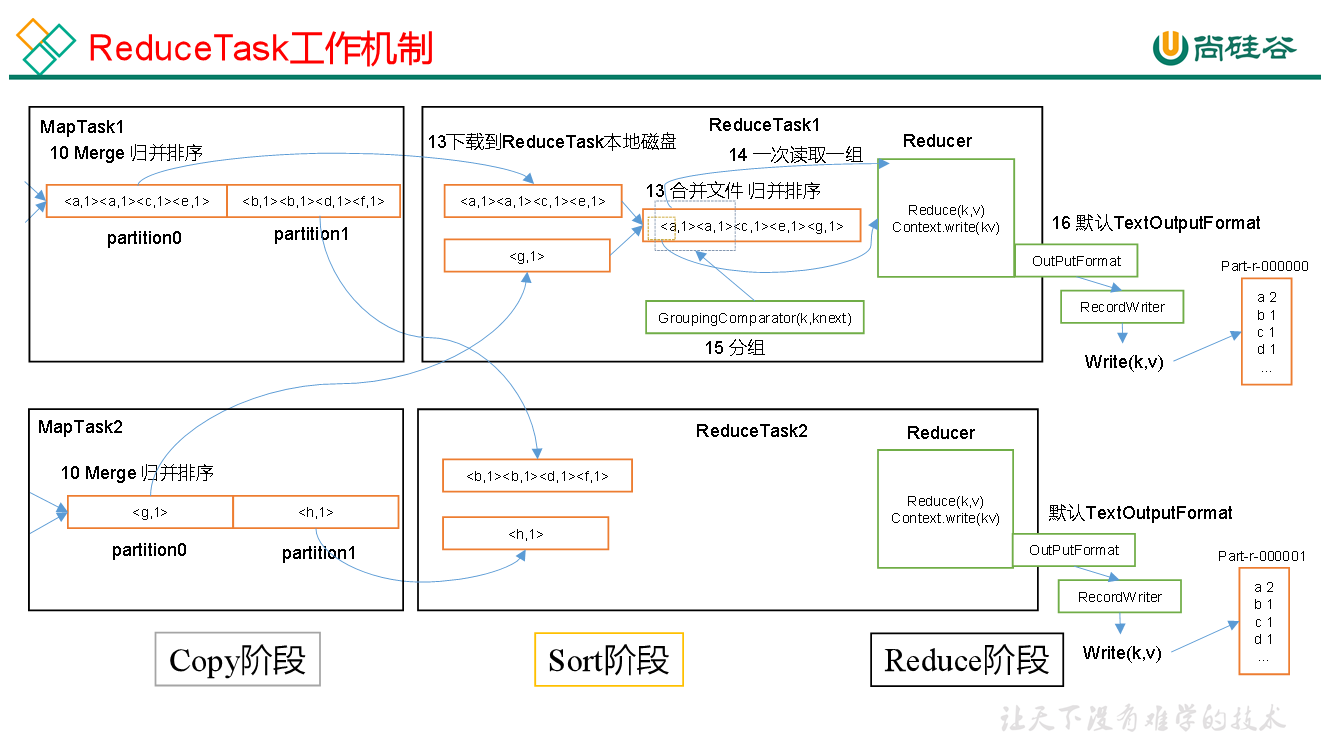 ReduceTask工作机制
尚硅谷
MapTask1
10 Merge 归并排序
<a,1><a,1><c,1><e,1>
<b,1><b,1><d,1><f,1>
partition0
partition1
13下载到ReduceTask本地磁盘
ReduceTask1
14 一次读取一组
Reducer
<a,1><a,1><c,1><e,1>
13 合并文件 归并排序
<a,1><a,1><c,1><e,1><g,1>
<g,1>
GroupingComparator(k,knext)
15 分组
Reduce(k,v)
Context.write(kv)
16 默认TextOutputFormat
OutPutFormat
RecordWriter
Write(k,v)
Part-r-000000
a 2
b 1
c 1
d 1
...
MapTask2
10 Merge 归并排序
<g,1>
<h,1>
partition0
partition1
ReduceTask2
Reducer
<b,1><b,1><d,1><f,1>
<h,1>
Reduce(k,v)
Context.write(kv)
默认TextOutputFormat
OutPutFormat
RecordWriter
Write(k,v)
Part-r-000001
a 2
b 1
c 1
d 1
...
Copy阶段
Sort阶段
Reduce阶段
让天下没有难学的技术